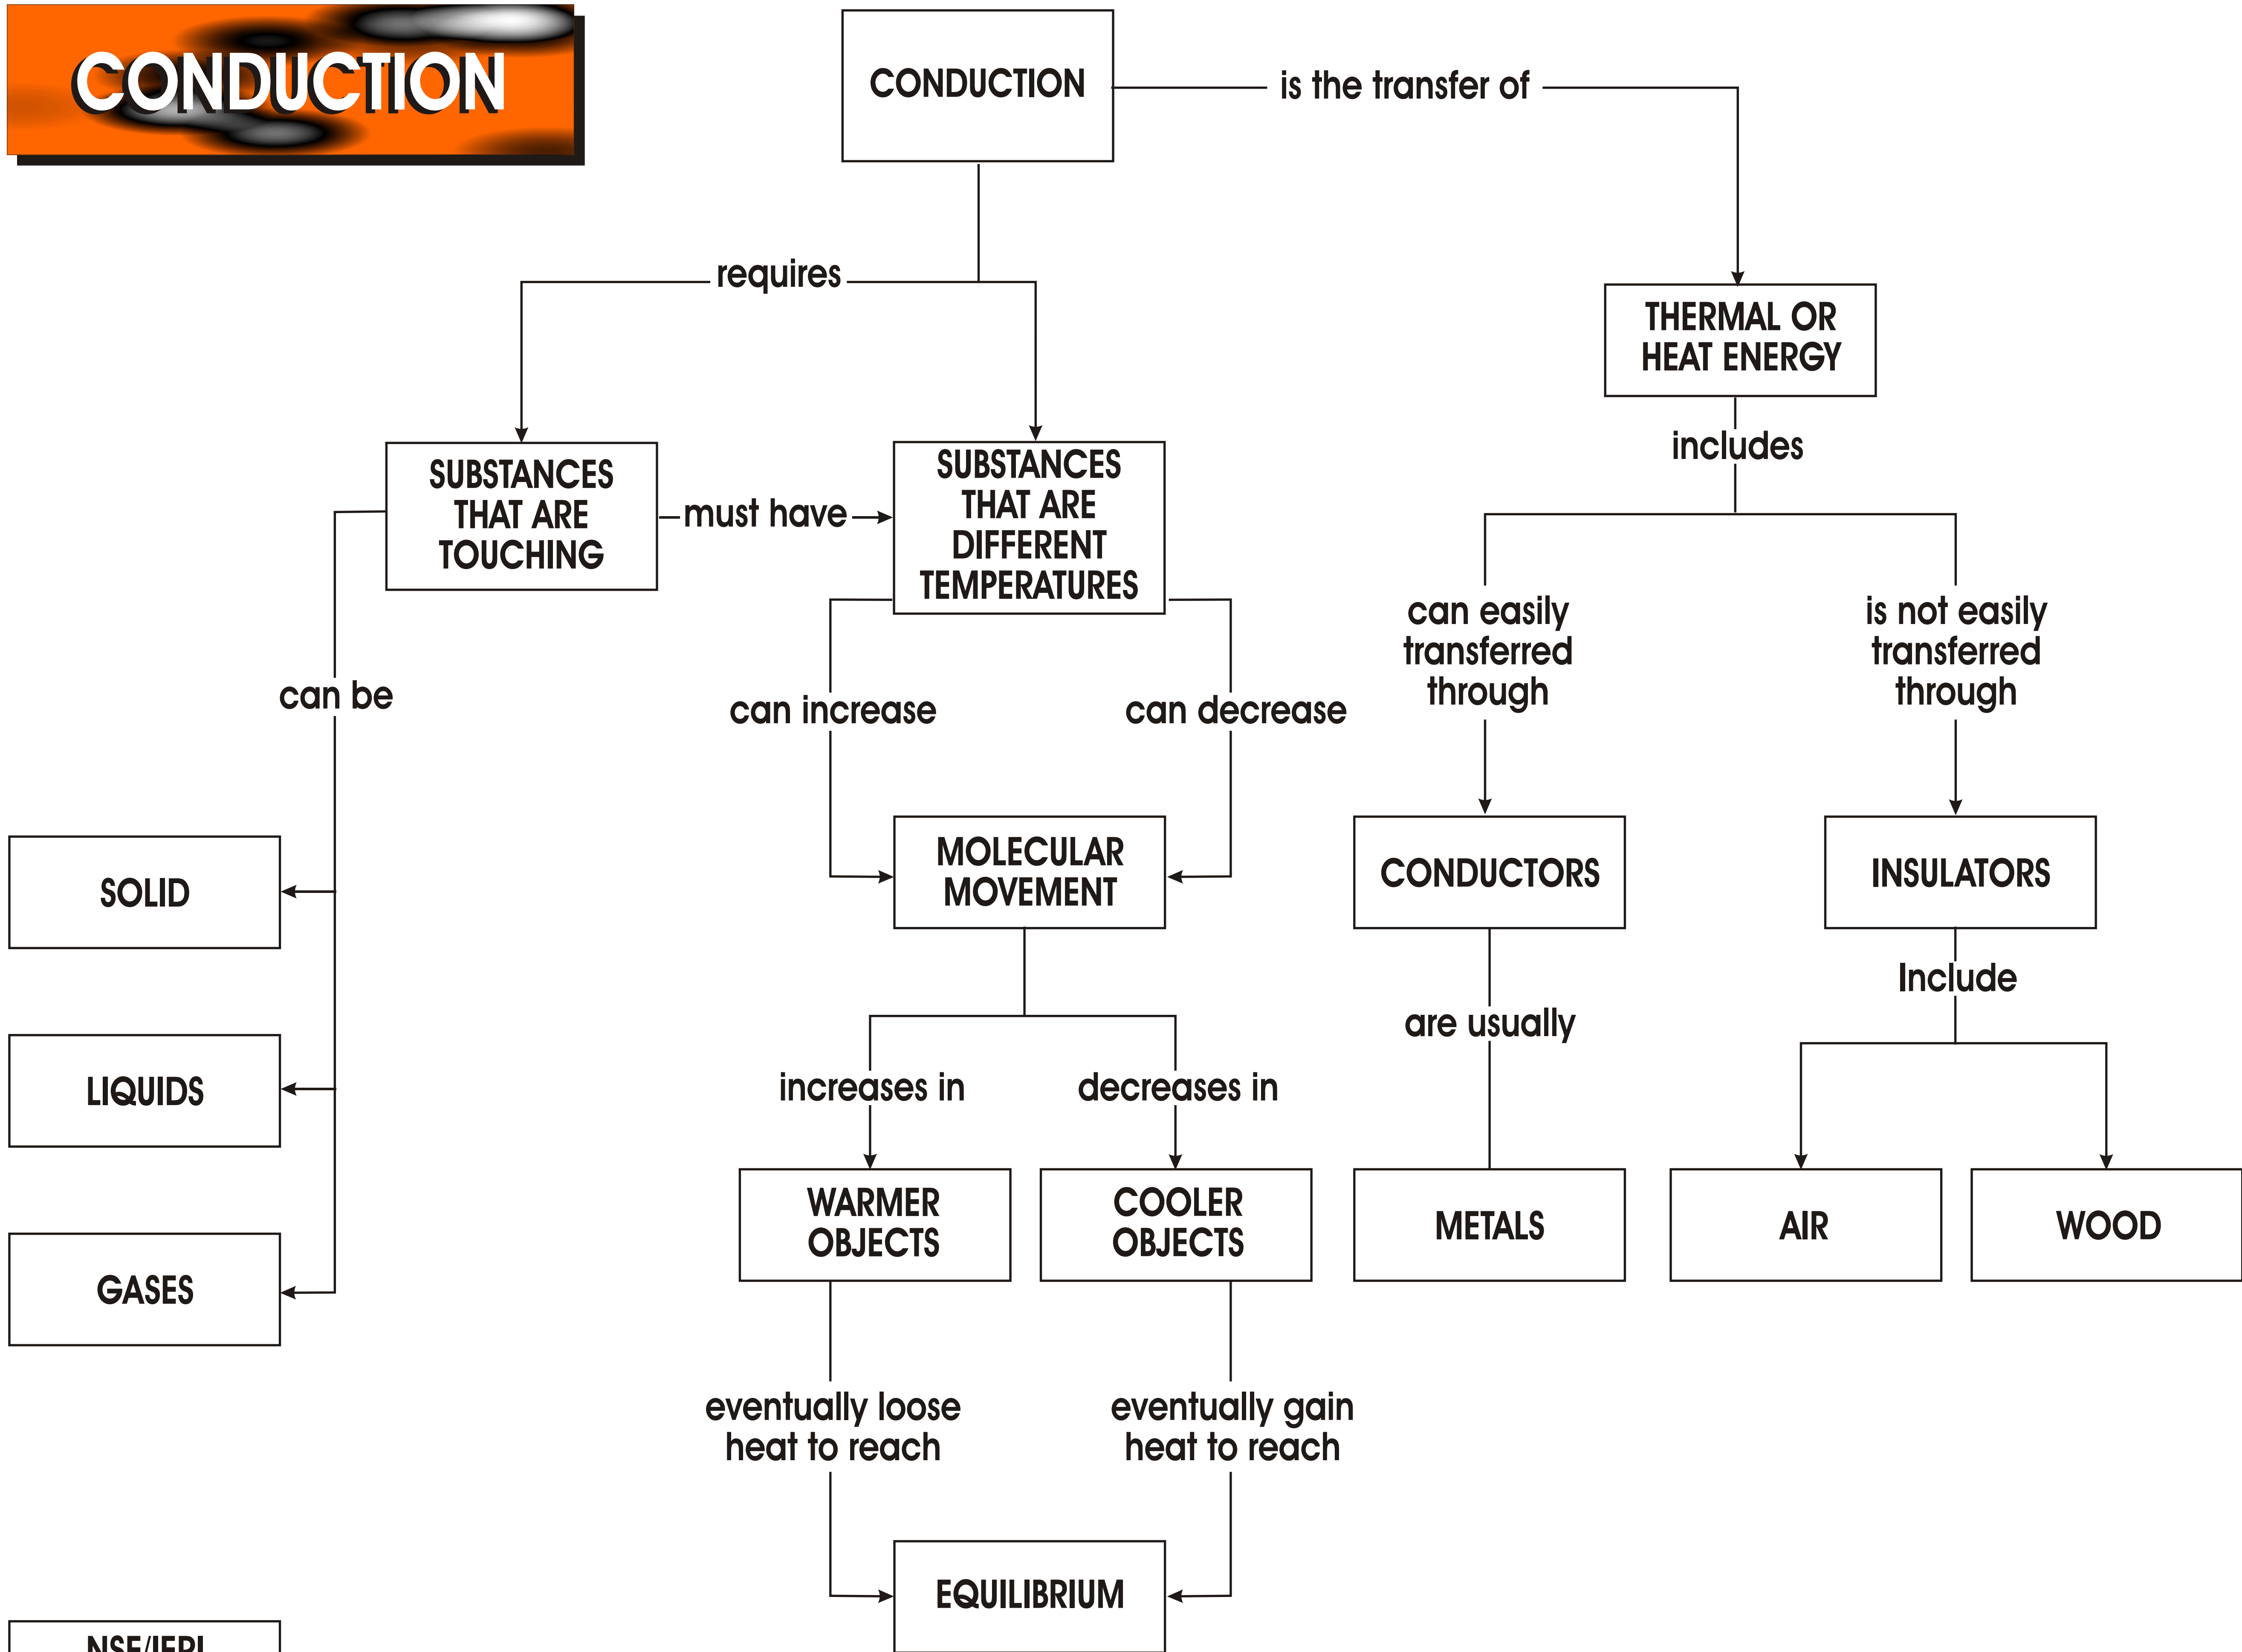 CONDUCTION
CONDUCTION
is the transfer of
requires
THERMAL OR
HEAT ENERGY
includes
SUBSTANCES
THAT ARE
TOUCHING
must have
SUBSTANCES
THAT ARE
DIFFERENT
TEMPERATURES
can easily
transferred
through
is not easily
transferred
through
can be
can increase
can decrease
SOLID
MOLECULAR
MOVEMENT
CONDUCTORS
INSULATORS
Include
are usually
LIQUIDS
increases in
decreases in
WARMER
OBJECTS
COOLER
OBJECTS
METALS
AIR
WOOD
GASES
eventually loose
heat to reach
eventually gain
heat to reach
EQUILIBRIUM